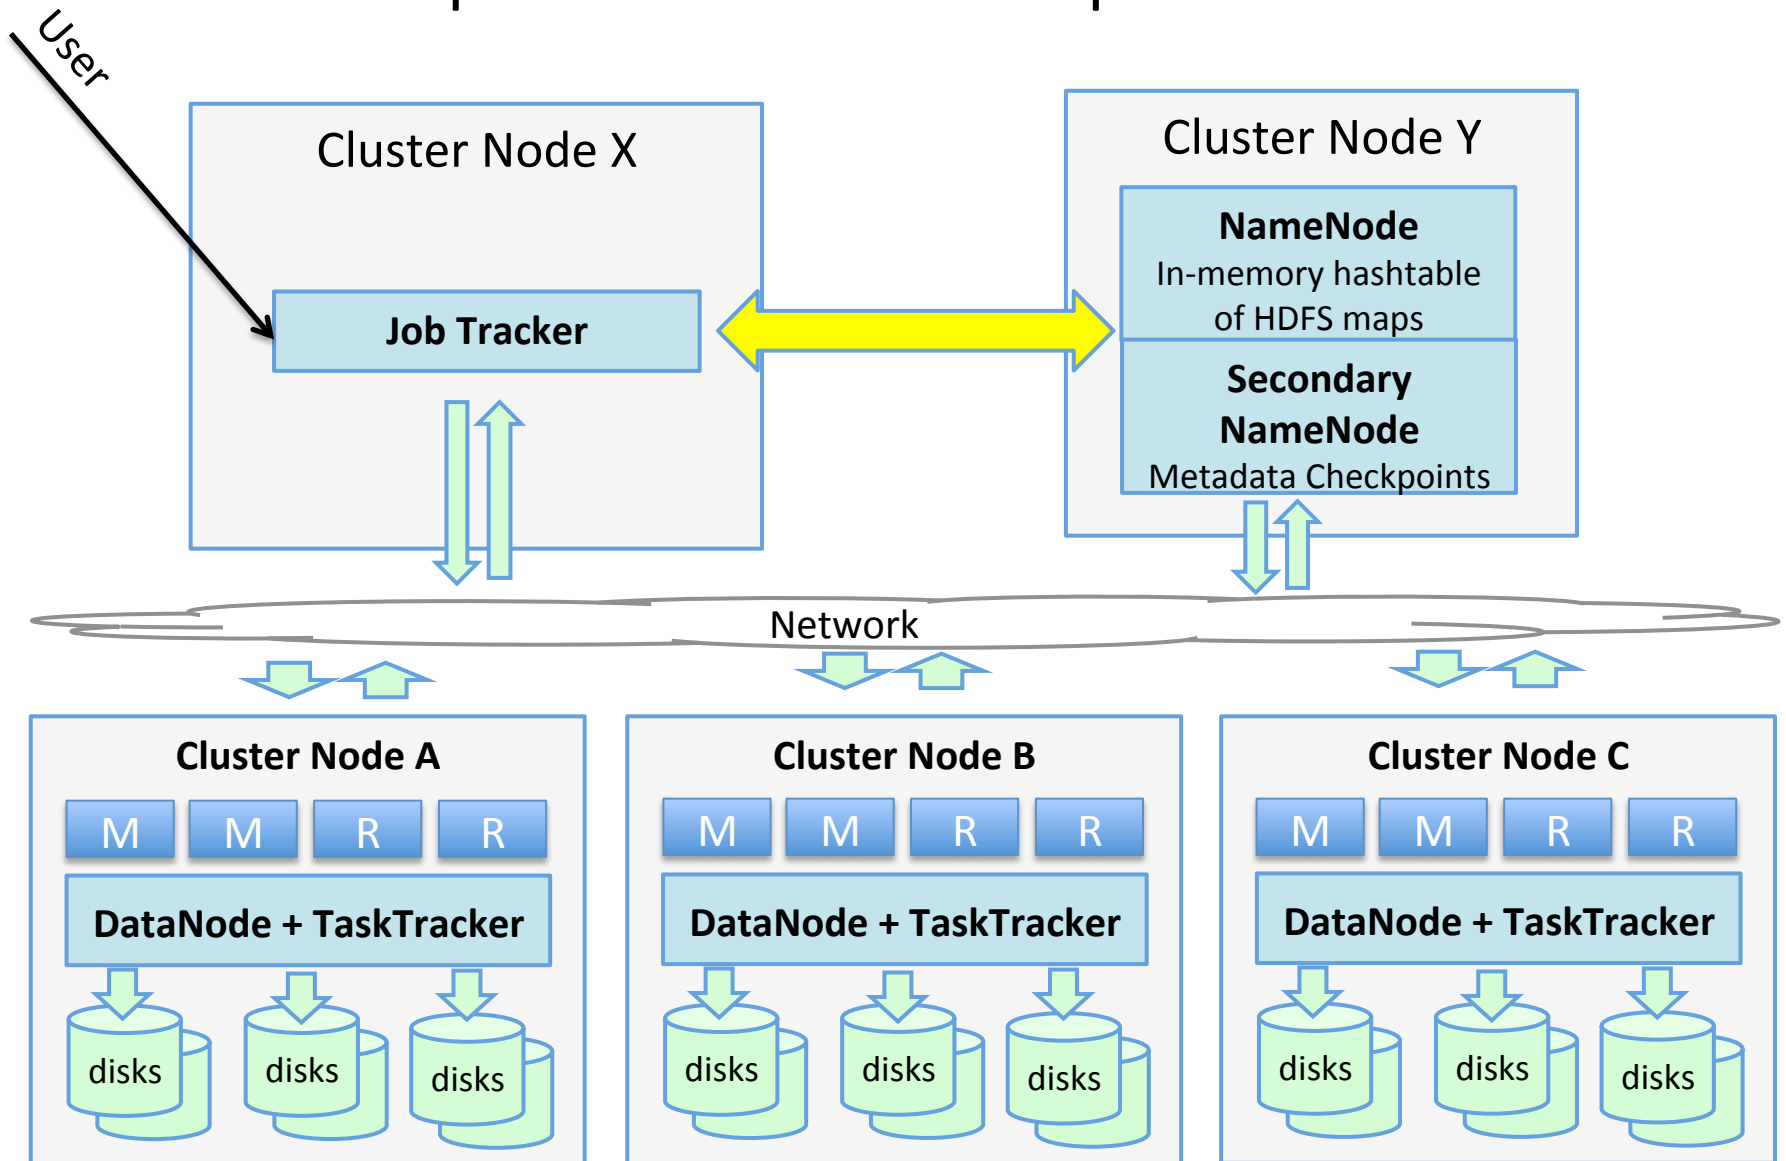 User
Cluster Node X
Job Tracker
Cluster Node Y
NameNode
In-memory hashtable
of HDFS maps
Secondary
NameNode
Metadata Checkpoints
Network
Cluster Node A
M M R R
DataNode + TaskTracker
disks disks disks
Cluster Node B
M M R R
DataNode + TaskTracker
disks disks disks
Cluster Node C
M M R R
DataNode + TaskTracker
disks disks disks